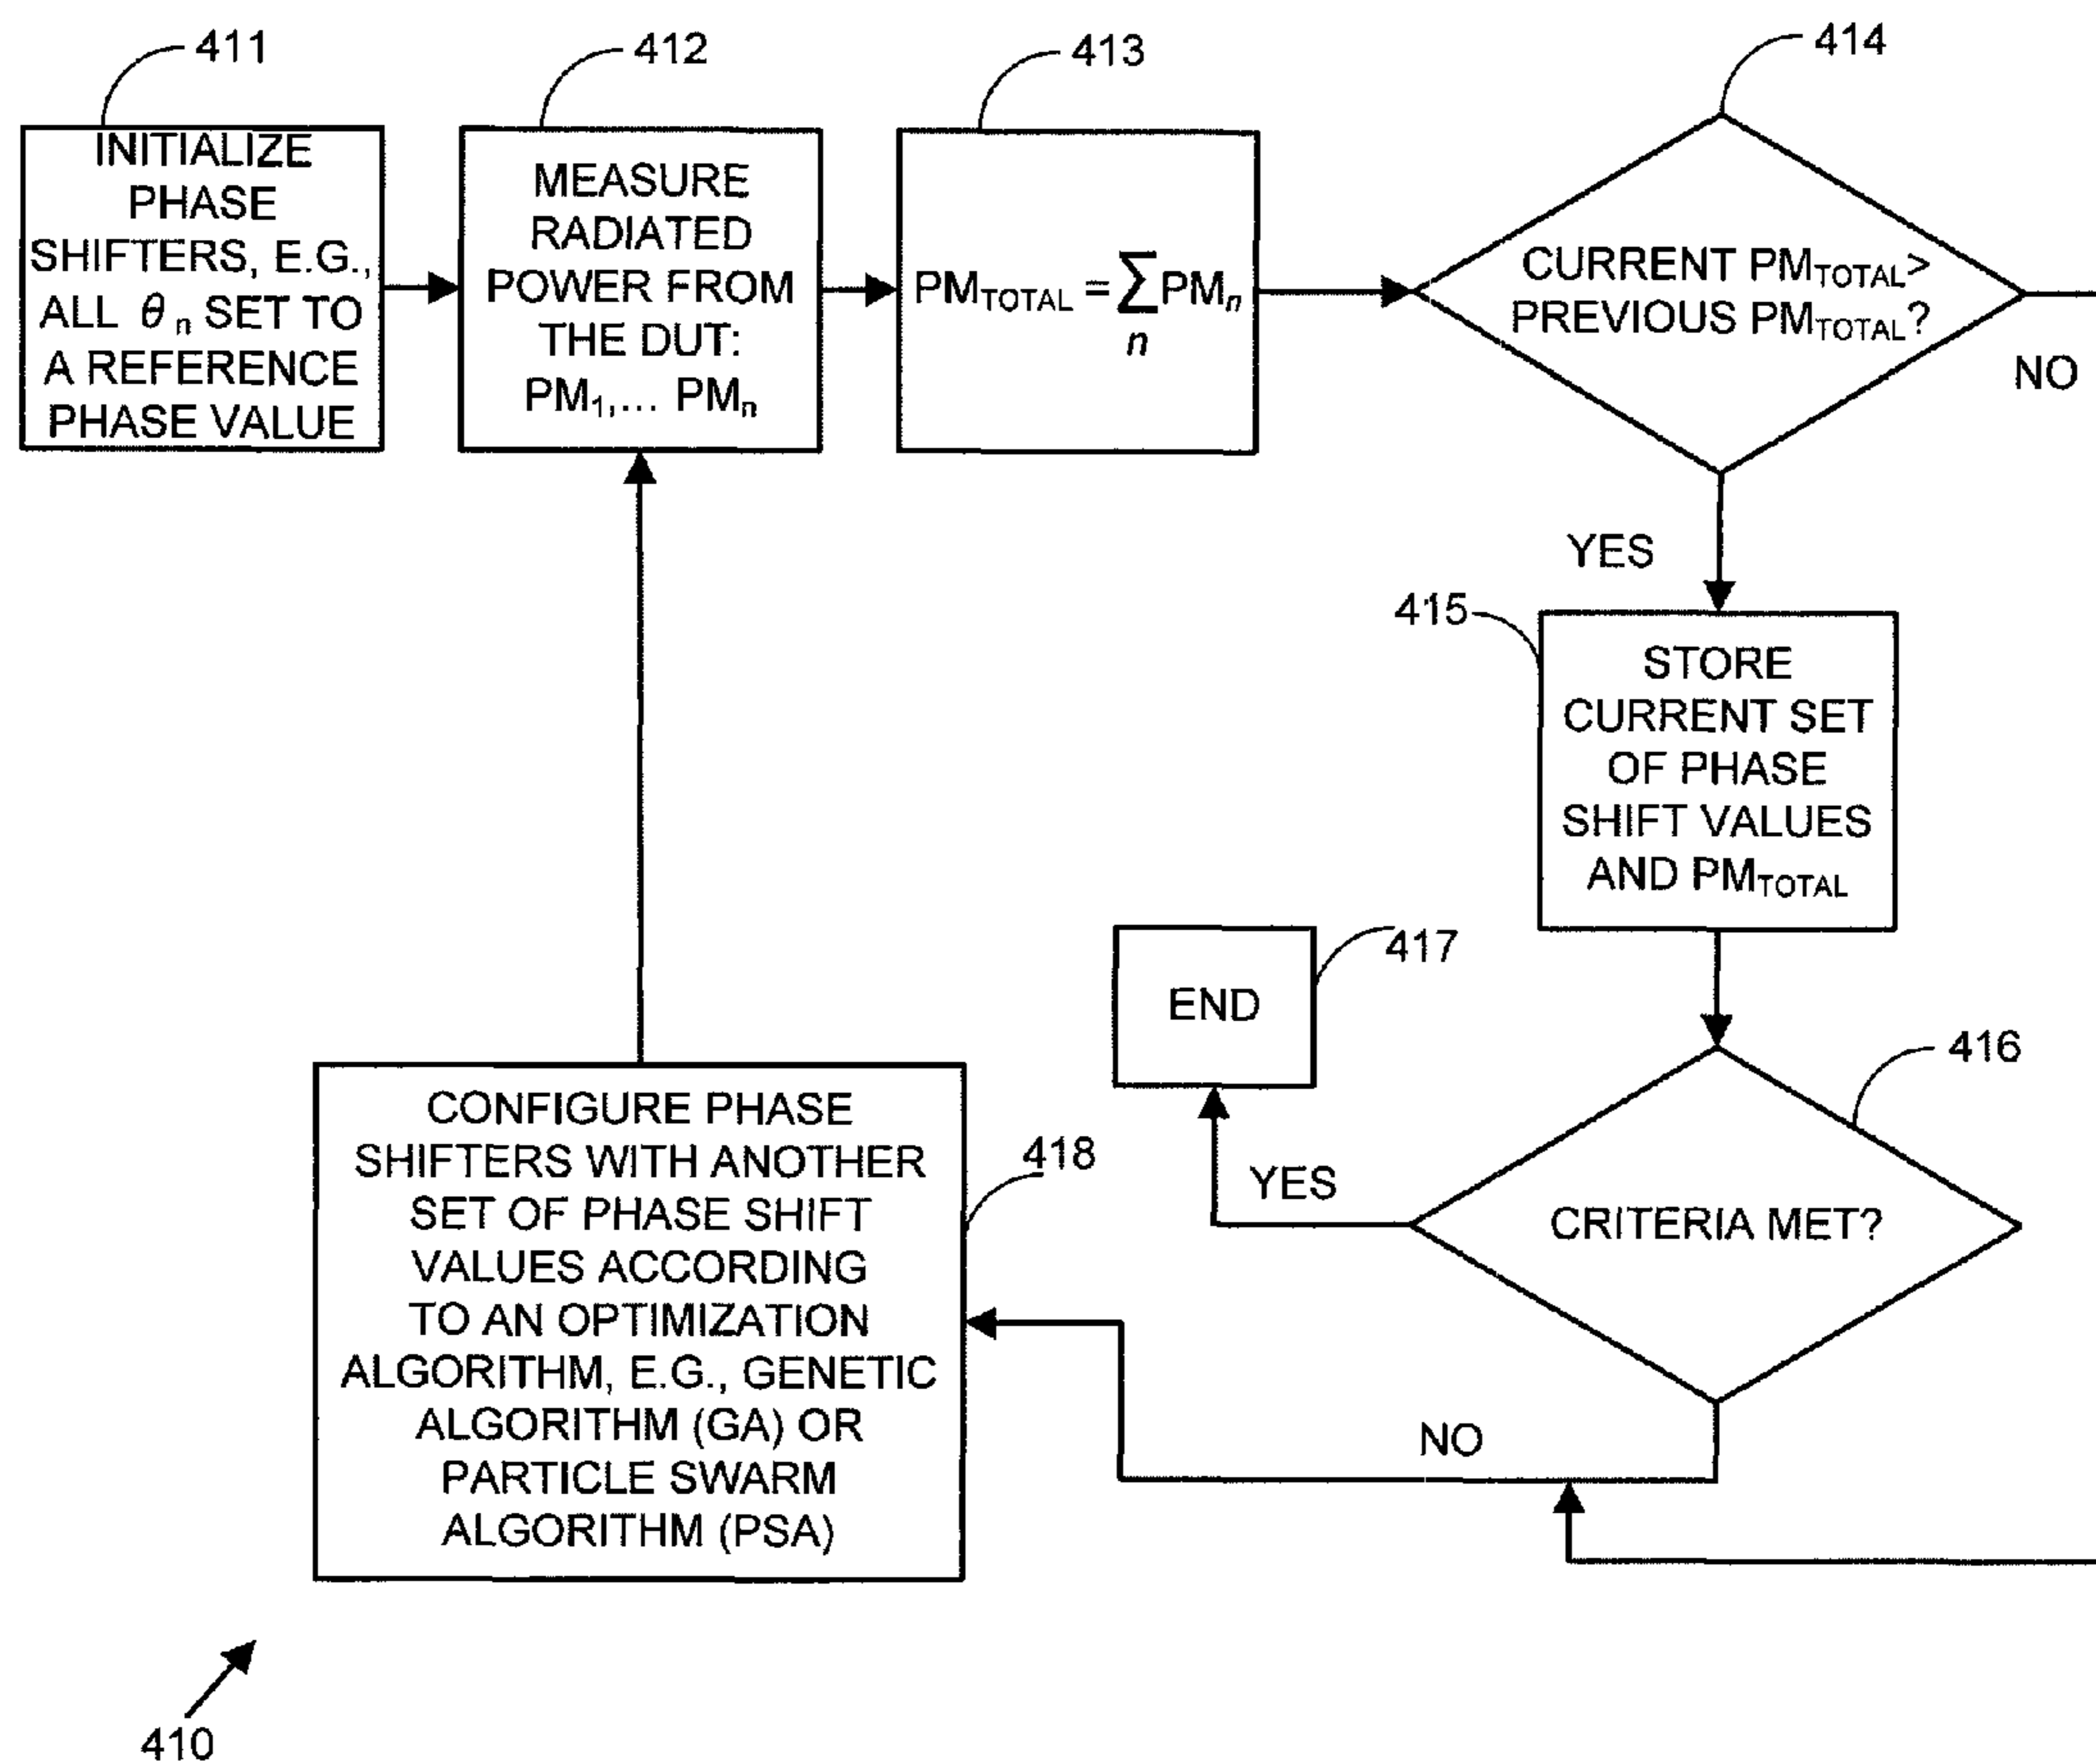 411
INITIALIZE
PHASE
SHIFTERS, E.G.,
ALL θn SET TO
A REFERENCE
PHASE VALUE
412
MEASURE
RADIATED
POWER FROM
THE DUT:
PM1,... PMn
413
PMTOTAL = ∑ PMn
n
414
CURRENT PMTOTAL>
PREVIOUS PMTOTAL?
NO
YES
415
STORE
CURRENT SET
OF PHASE
SHIFT VALUES
AND PMTOTAL
416
CRITERIA MET?
YES
417
END
NO
418
CONFIGURE PHASE
SHIFTERS WITH ANOTHER
SET OF PHASE SHIFT
VALUES ACCORDING
TO AN OPTIMIZATION
ALGORITHM, E.G., GENETIC
ALGORITHM (GA) OR
PARTICLE SWARM
ALGORITHM (PSA)
410